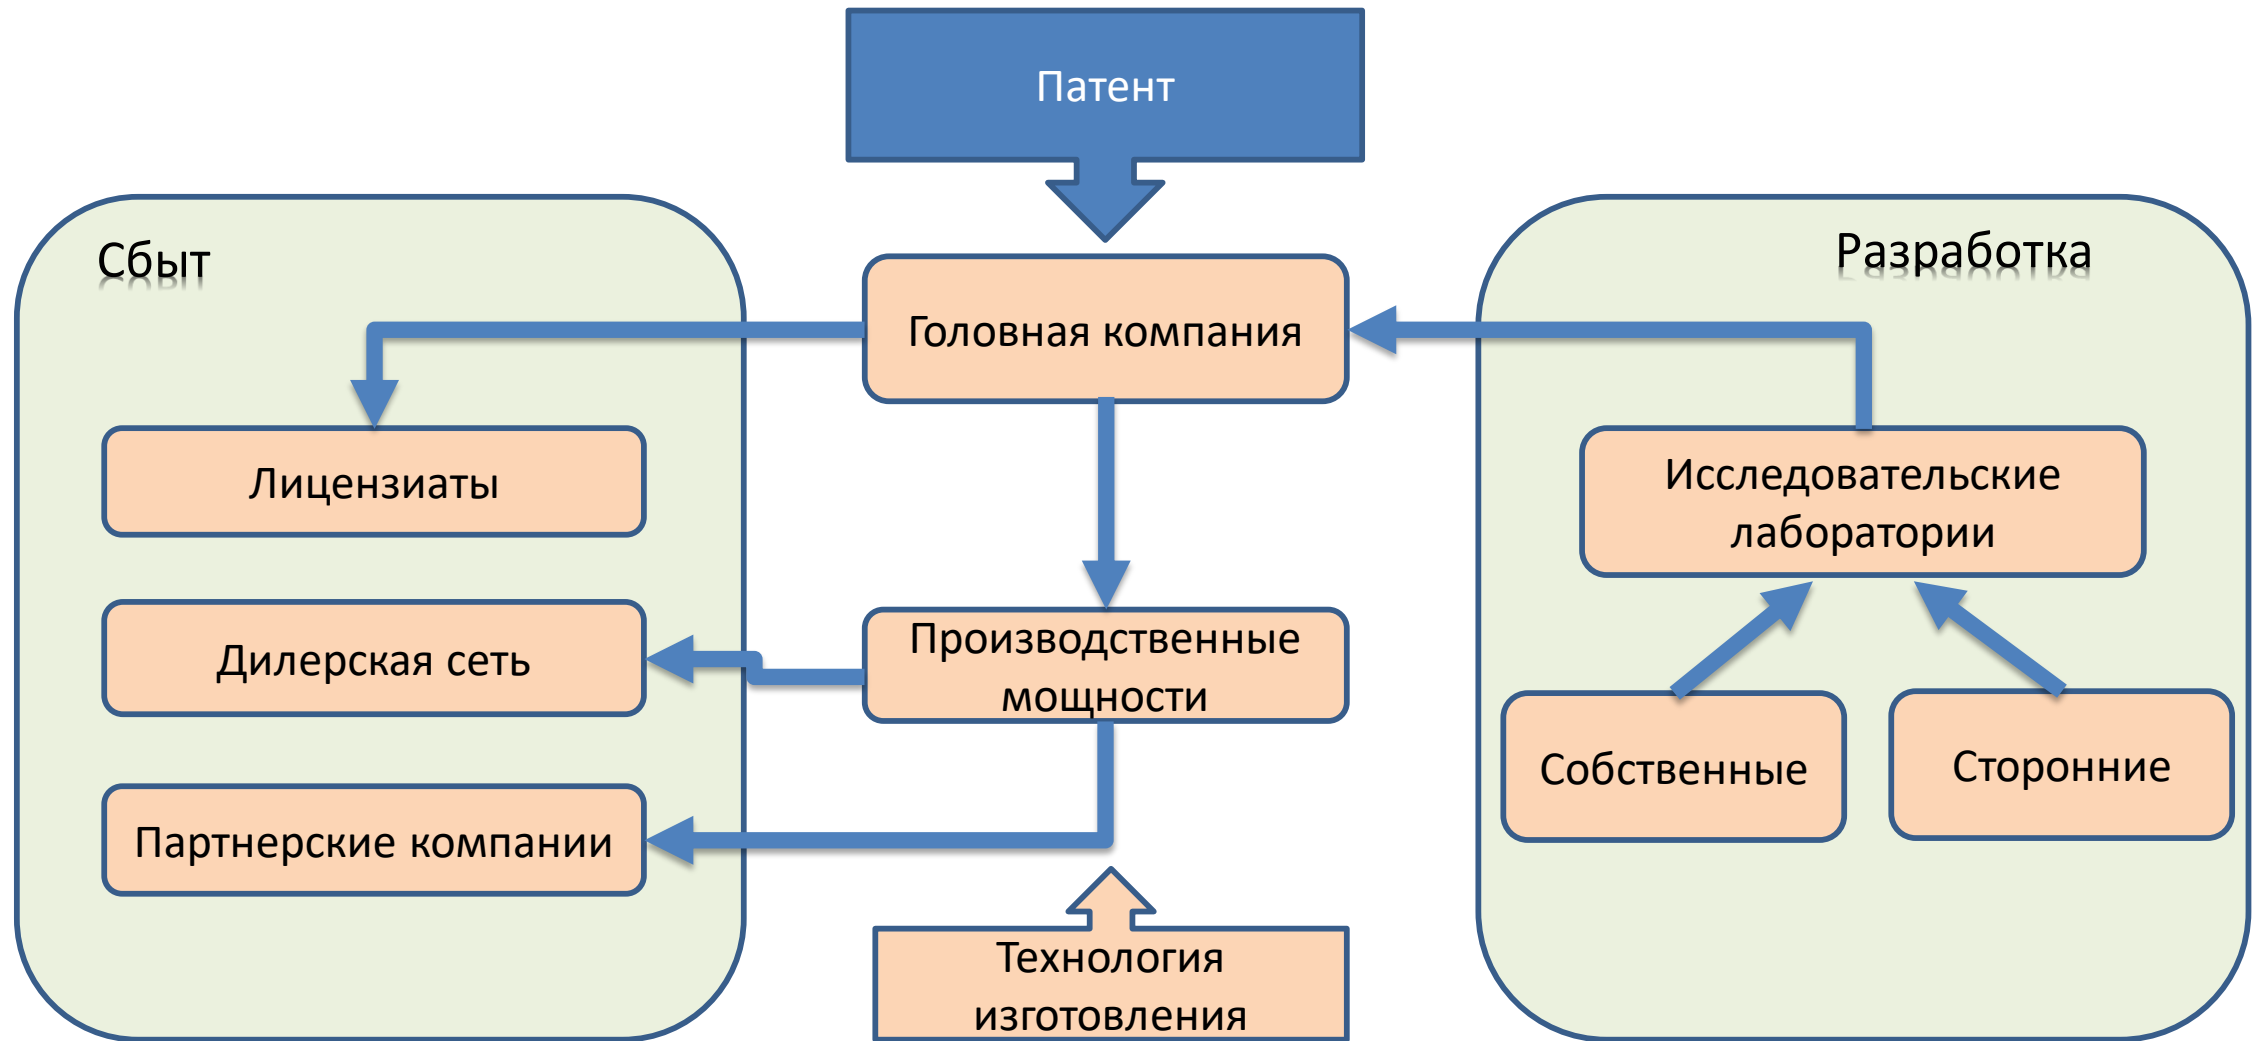 Патент
Сбыт
Разработка
Головная компания
Лицензиаты
Исследовательские
лаборатории
Дилерская сеть
Производственные
мощности
Собственные
Сторонние
Партнерские компании
Технология
изготовления